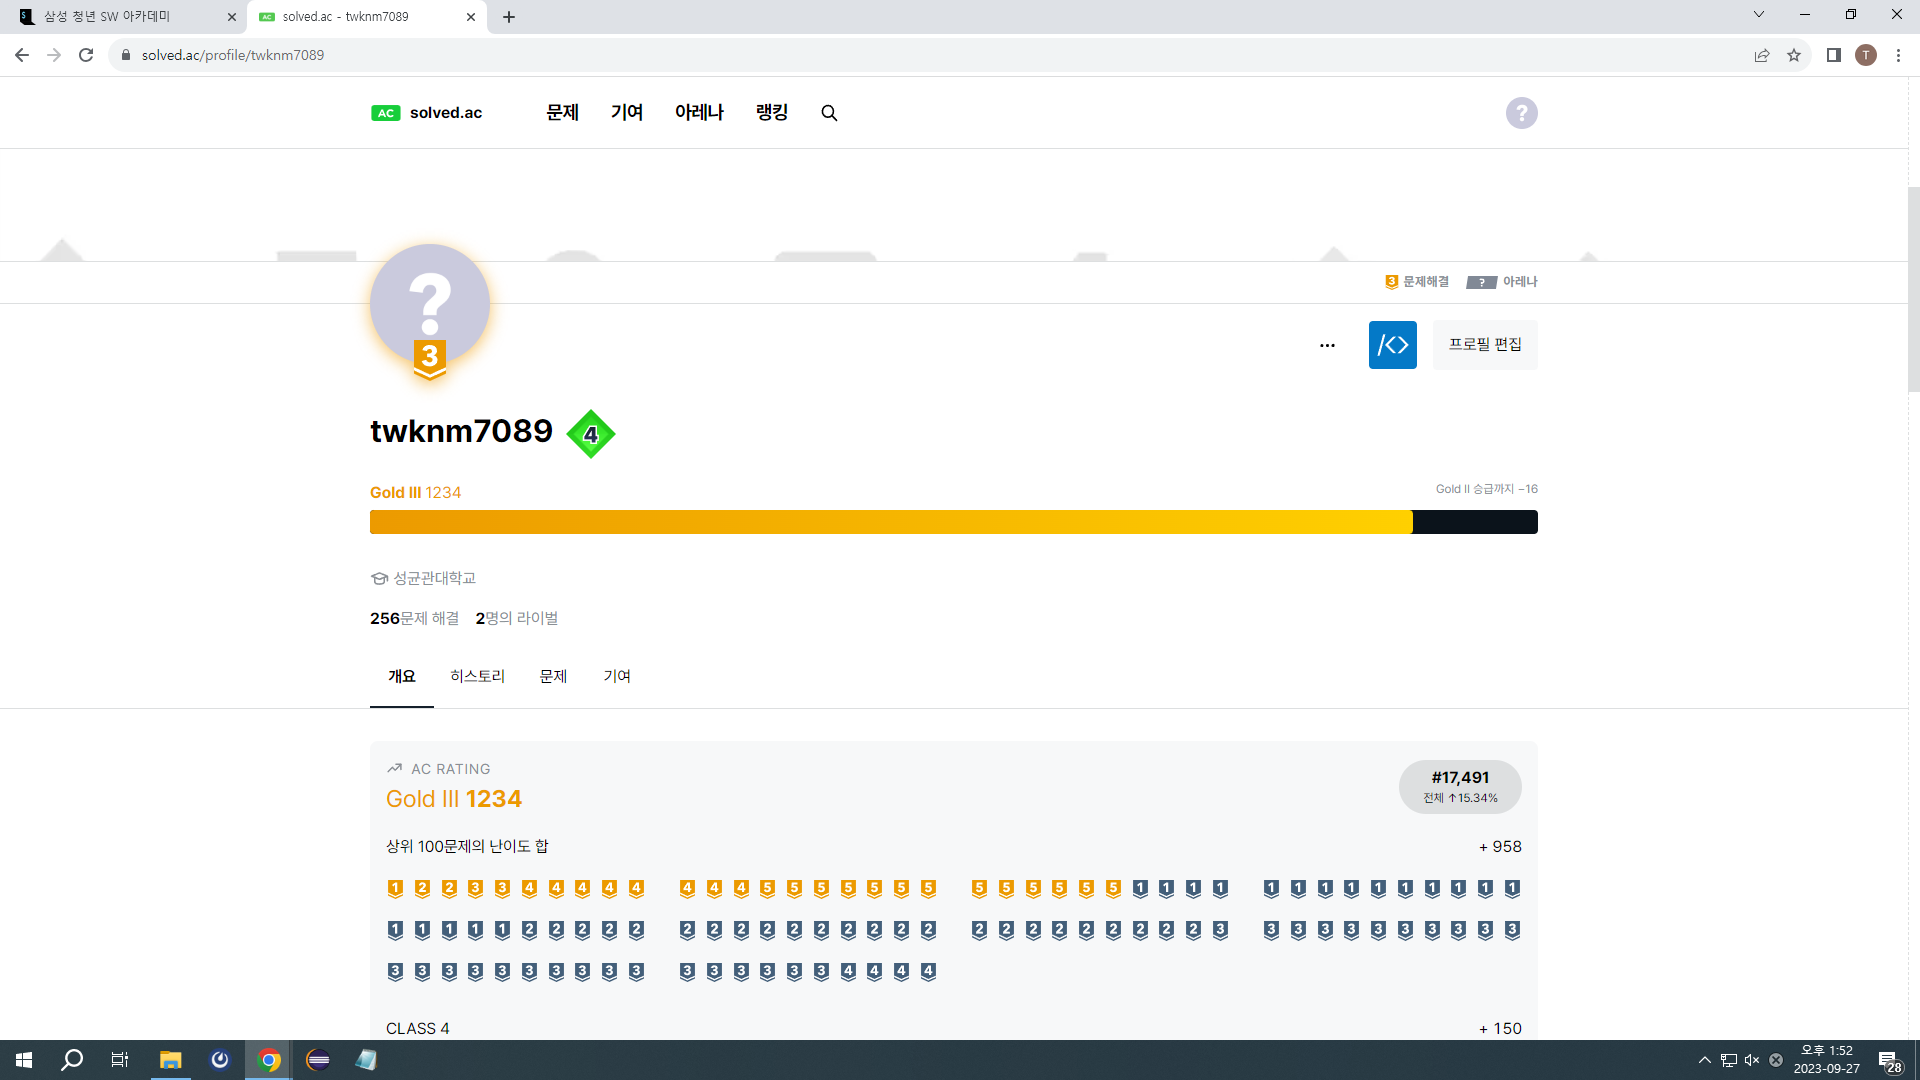 삼성 청년 SW 아카데미
solved.ac - twknm7089
solved.ac/profile/twknm7089
T
AC solved.ac 문제 기여 아레나 랭킹 ?
3 문제해결 ? 아레나
?
3
... /<> 프로필 편집
twknm7089 4
Gold III 1234 Gold II 승급까지 −16
성균관대학교
256문제 해결 2명의 라이벌
개요 히스토리 문제 기여
AC RATING
Gold III 1234
#17,491
전체 ↑15.34%
상위 100문제의 난이도 합 + 958
1 2 2 3 3 4 4 4 4 4 4 4 4 5 5 5 5 5 5 5 5 5 5 5 5 5 1 1 1 1 1 1 1 1 1 1 1 1 1 1
1 1 1 1 1 2 2 2 2 2 2 2 2 2 2 2 2 2 2 2 2 2 2 2 2 2 2 2 2 3 3 3 3 3 3 3 3 3 3 3
3 3 3 3 3 3 3 3 3 3 3 3 3 3 3 3 4 4 4 4
CLASS 4 + 150
오후 1:52
2023-09-27
28